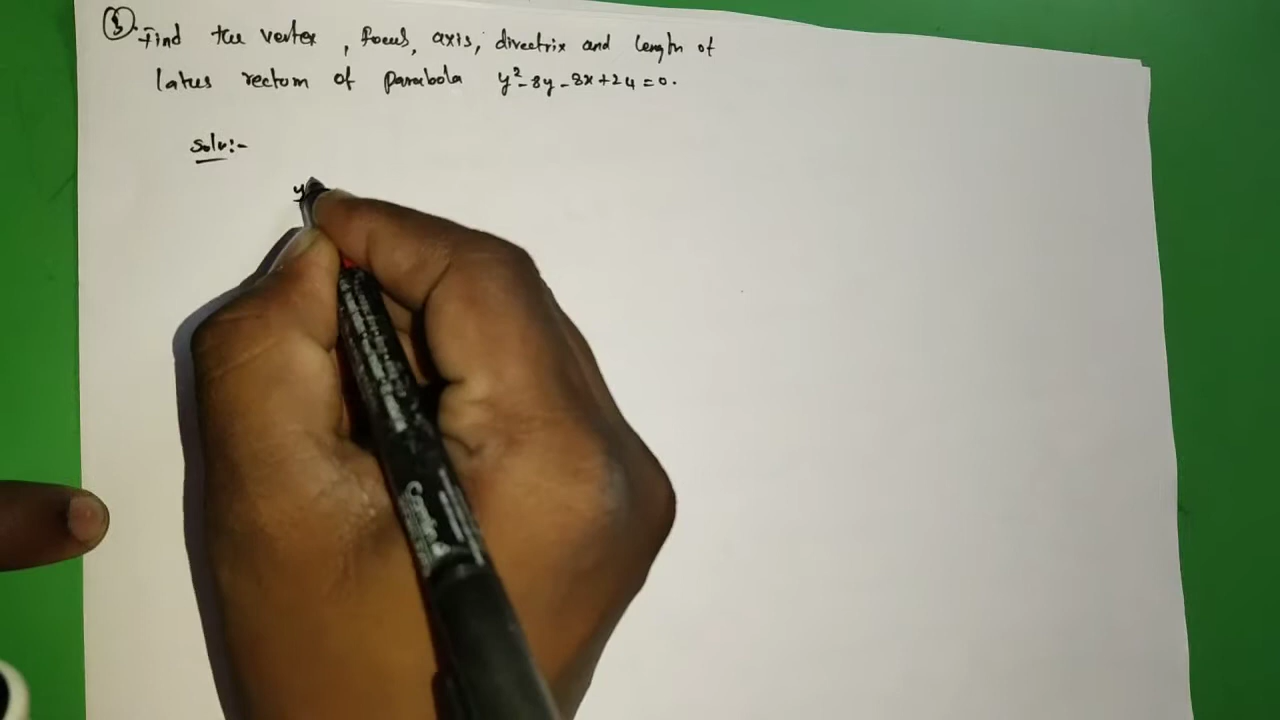 ③. Find the vertex, focus, axis, directrix and length of
latus rectum of parabola y²-8y-8x+24=0.
Solu:-
y